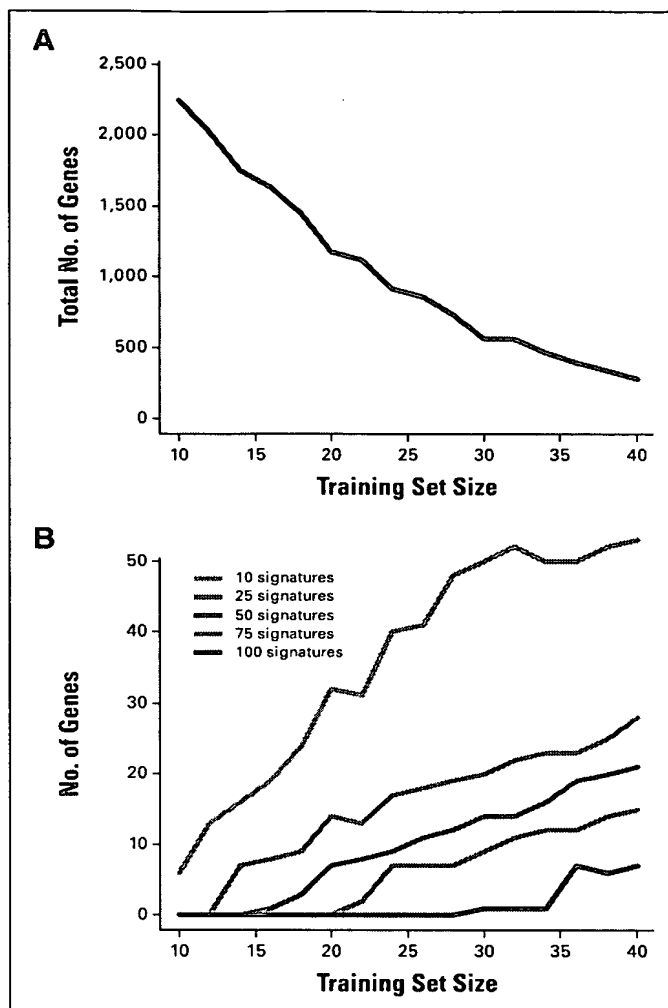 A
2,500
2,000
1,500
1,000
500
0
Total No. of Genes
10 15 20 25 30 35 40
Training Set Size
B
50
40
30
20
10
0
No. of Genes
10 signatures
25 signatures
50 signatures
75 signatures
100 signatures
10 15 20 25 30 35 40
Training Set Size